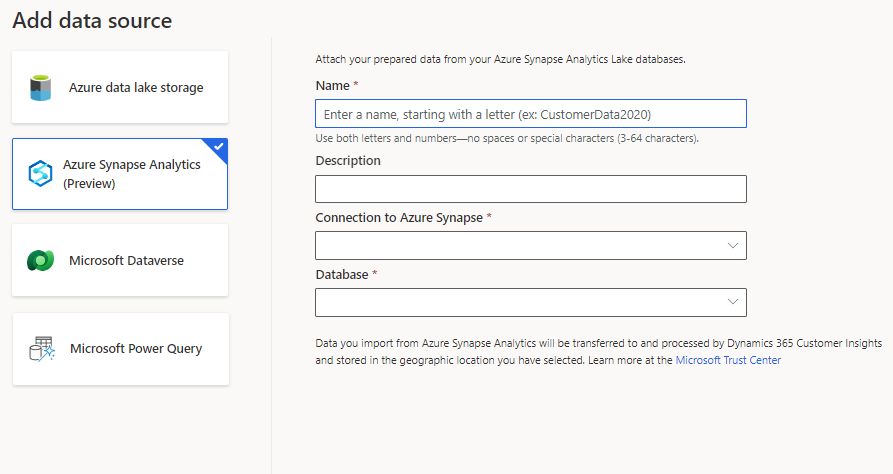 Add data source
Azure data lake storage
Azure Synapse Analytics
(Preview)
Microsoft Dataverse
Microsoft Power Query
Attach your prepared data from your Azure Synapse Analytics Lake databases.
Name *
Enter a name, starting with a letter (ex: CustomerData2020)
Use both letters and numbers—no spaces or special characters (3-64 characters).
Description
Connection to Azure Synapse *
Database *
Data you import from Azure Synapse Analytics will be transferred to and processed by Dynamics 365 Customer Insights
and stored in the geographic location you have selected. Learn more at the Microsoft Trust Center